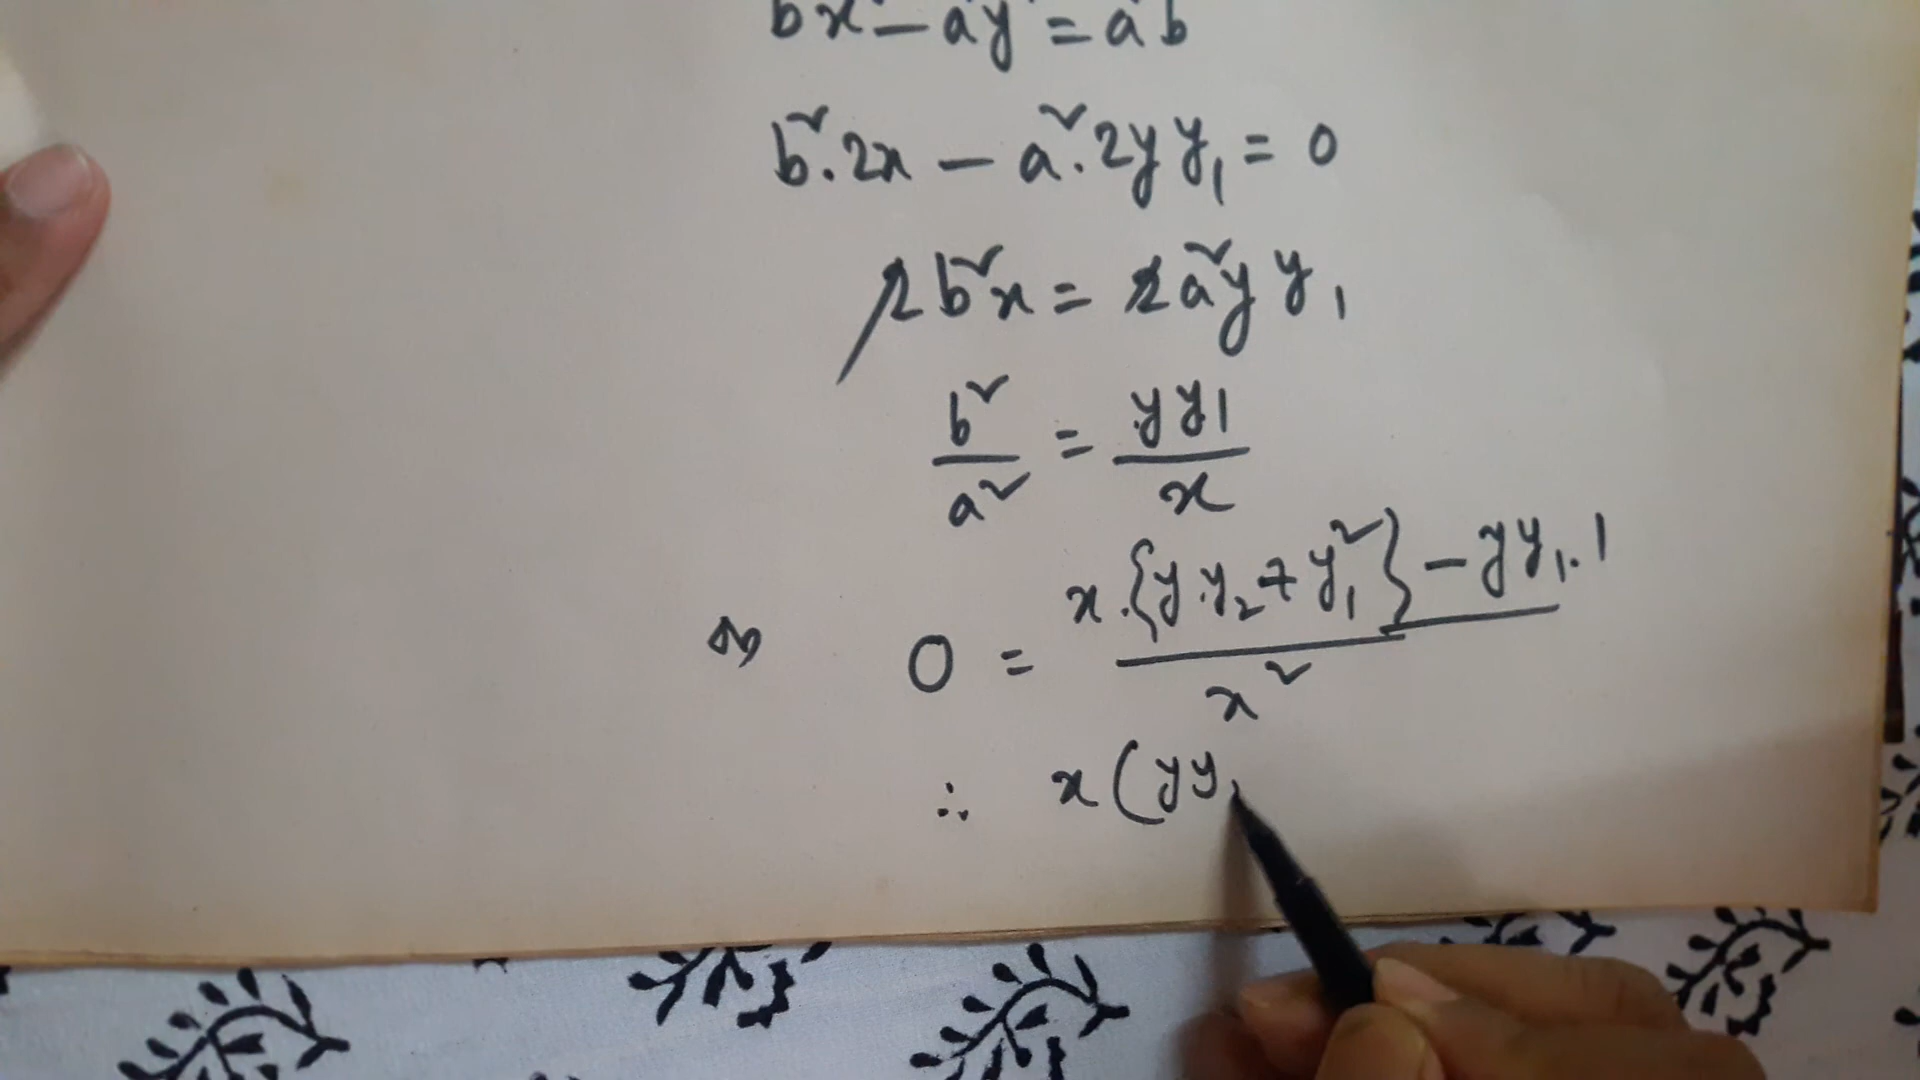 b²x² - a²y² = a²b²
b².2x - a².2yy₁ = 0
2b²x = 2a²yy₁
b²/a² = yy₁/x
⇒ 0 = (x.{y.y₂ + y₁²} - yy₁.1)/x²
∴ x(yy